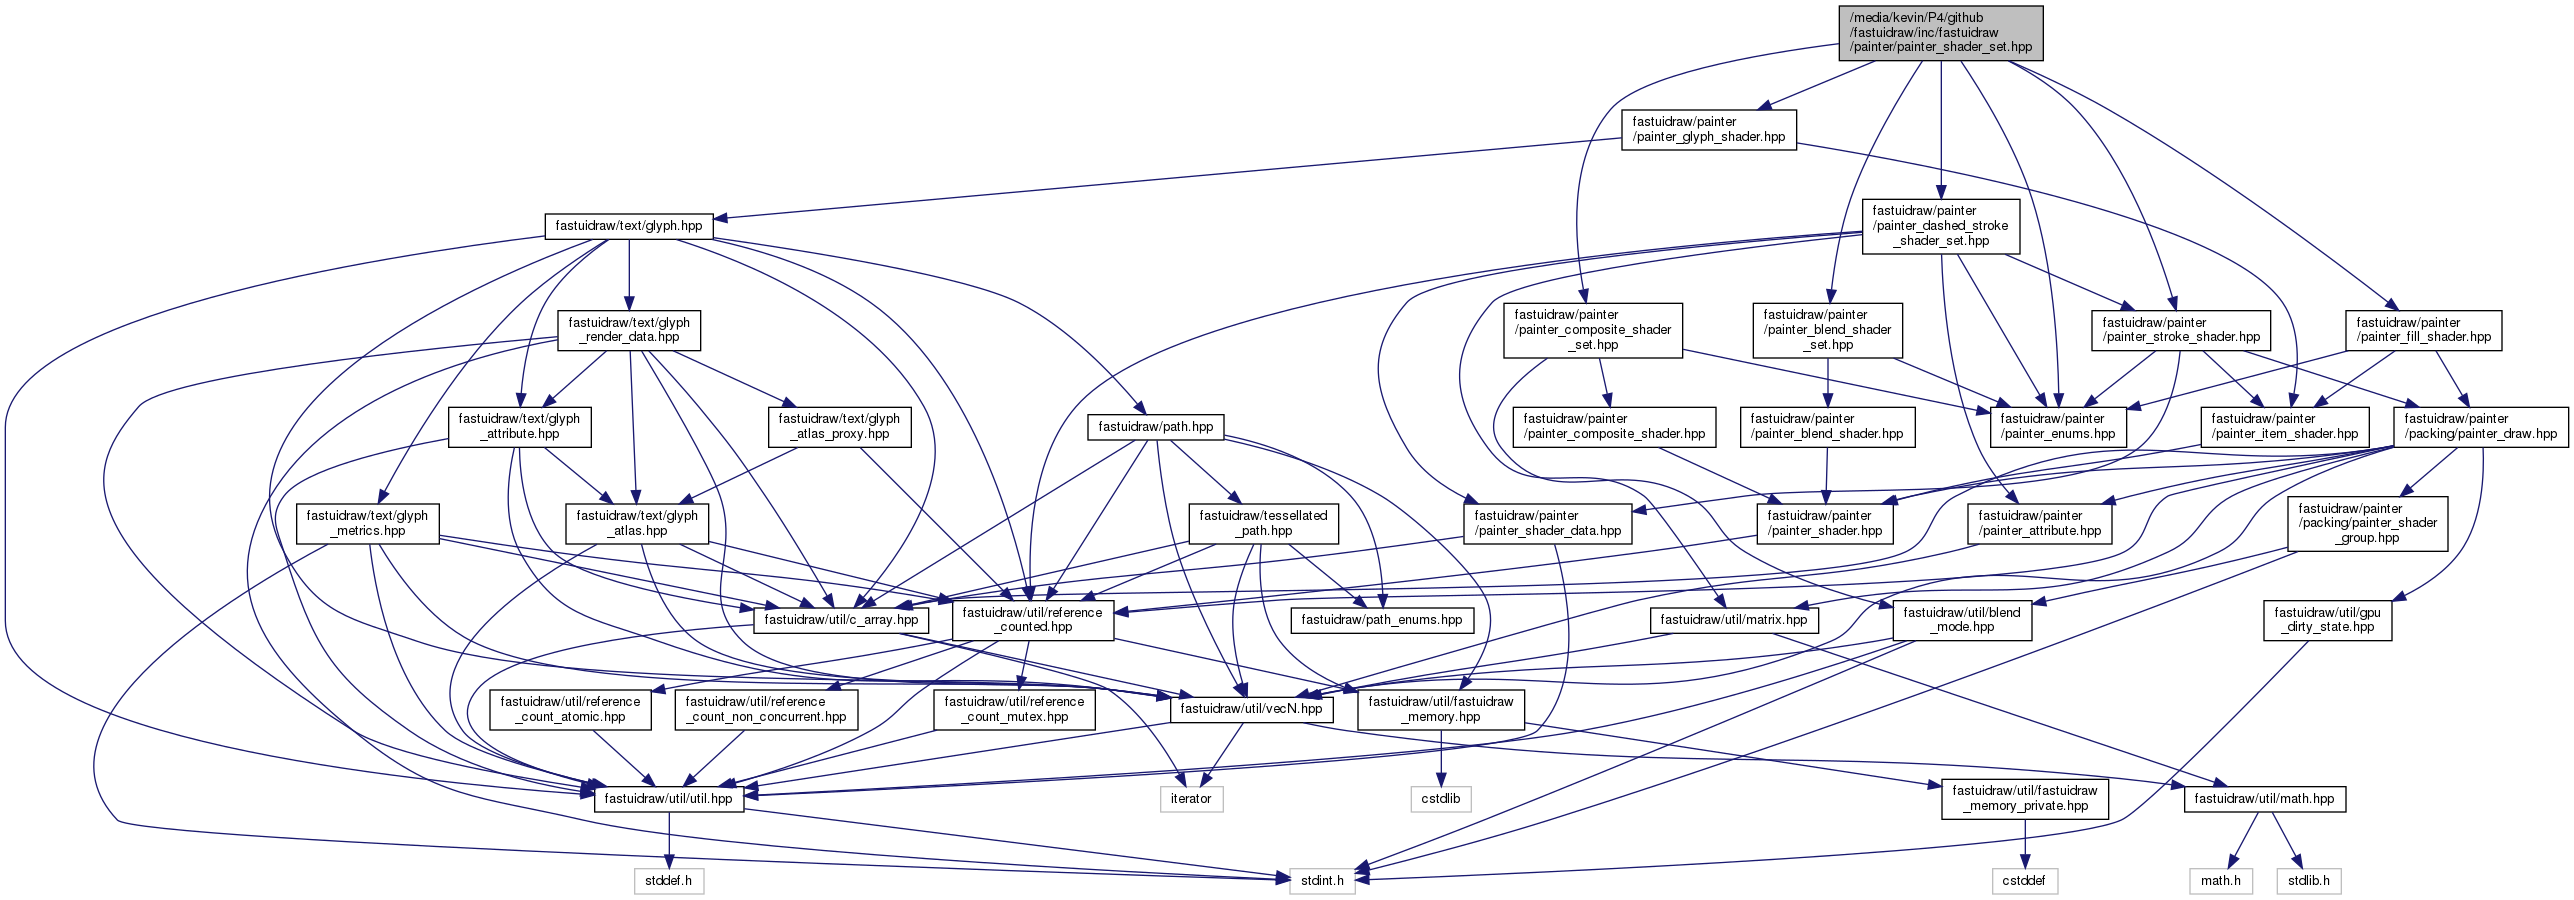 /media/kevin/P4/github
/fastuidraw/inc/fastuidraw
/painter/painter_shader_set.hpp
fastuidraw/painter
/painter_glyph_shader.hpp
fastuidraw/text/glyph.hpp
fastuidraw/painter
/painter_dashed_stroke
_shader_set.hpp
fastuidraw/text/glyph
_render_data.hpp
fastuidraw/painter
/painter_composite_shader
_set.hpp
fastuidraw/painter
/painter_blend_shader
_set.hpp
fastuidraw/painter
/painter_stroke_shader.hpp
fastuidraw/painter
/painter_fill_shader.hpp
fastuidraw/text/glyph
_attribute.hpp
fastuidraw/text/glyph
_atlas_proxy.hpp
fastuidraw/path.hpp
fastuidraw/painter
/painter_composite_shader.hpp
fastuidraw/painter
/painter_blend_shader.hpp
fastuidraw/painter
/painter_enums.hpp
fastuidraw/painter
/painter_item_shader.hpp
fastuidraw/painter
/packing/painter_draw.hpp
fastuidraw/text/glyph
_metrics.hpp
fastuidraw/text/glyph
_atlas.hpp
fastuidraw/tessellated
_path.hpp
fastuidraw/painter
/painter_shader_data.hpp
fastuidraw/painter
/painter_shader.hpp
fastuidraw/painter
/painter_attribute.hpp
fastuidraw/painter
/packing/painter_shader
_group.hpp
fastuidraw/util/c_array.hpp
fastuidraw/util/reference
_counted.hpp
fastuidraw/path_enums.hpp
fastuidraw/util/matrix.hpp
fastuidraw/util/blend
_mode.hpp
fastuidraw/util/gpu
_dirty_state.hpp
fastuidraw/util/reference
_count_atomic.hpp
fastuidraw/util/reference
_count_non_concurrent.hpp
fastuidraw/util/reference
_count_mutex.hpp
fastuidraw/util/vecN.hpp
fastuidraw/util/fastuidraw
_memory.hpp
fastuidraw/util/util.hpp
iterator
cstdlib
fastuidraw/util/fastuidraw
_memory_private.hpp
fastuidraw/util/math.hpp
stddef.h
stdint.h
cstddef
math.h
stdlib.h